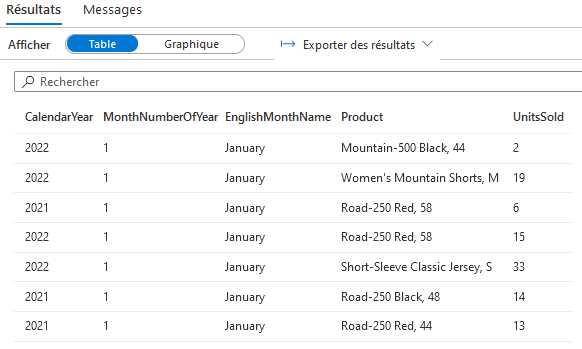 Résultats Messages
Afficher Table Graphique Exporter des résultats
Rechercher
CalendarYear MonthNumberOfYear EnglishMonthName Product UnitsSold
2022 1 January Mountain-500 Black, 44 2
2022 1 January Women's Mountain Shorts, M 19
2021 1 January Road-250 Red, 58 6
2022 1 January Road-250 Red, 58 15
2022 1 January Short-Sleeve Classic Jersey, S 33
2021 1 January Road-250 Black, 48 14
2021 1 January Road-250 Red, 44 13